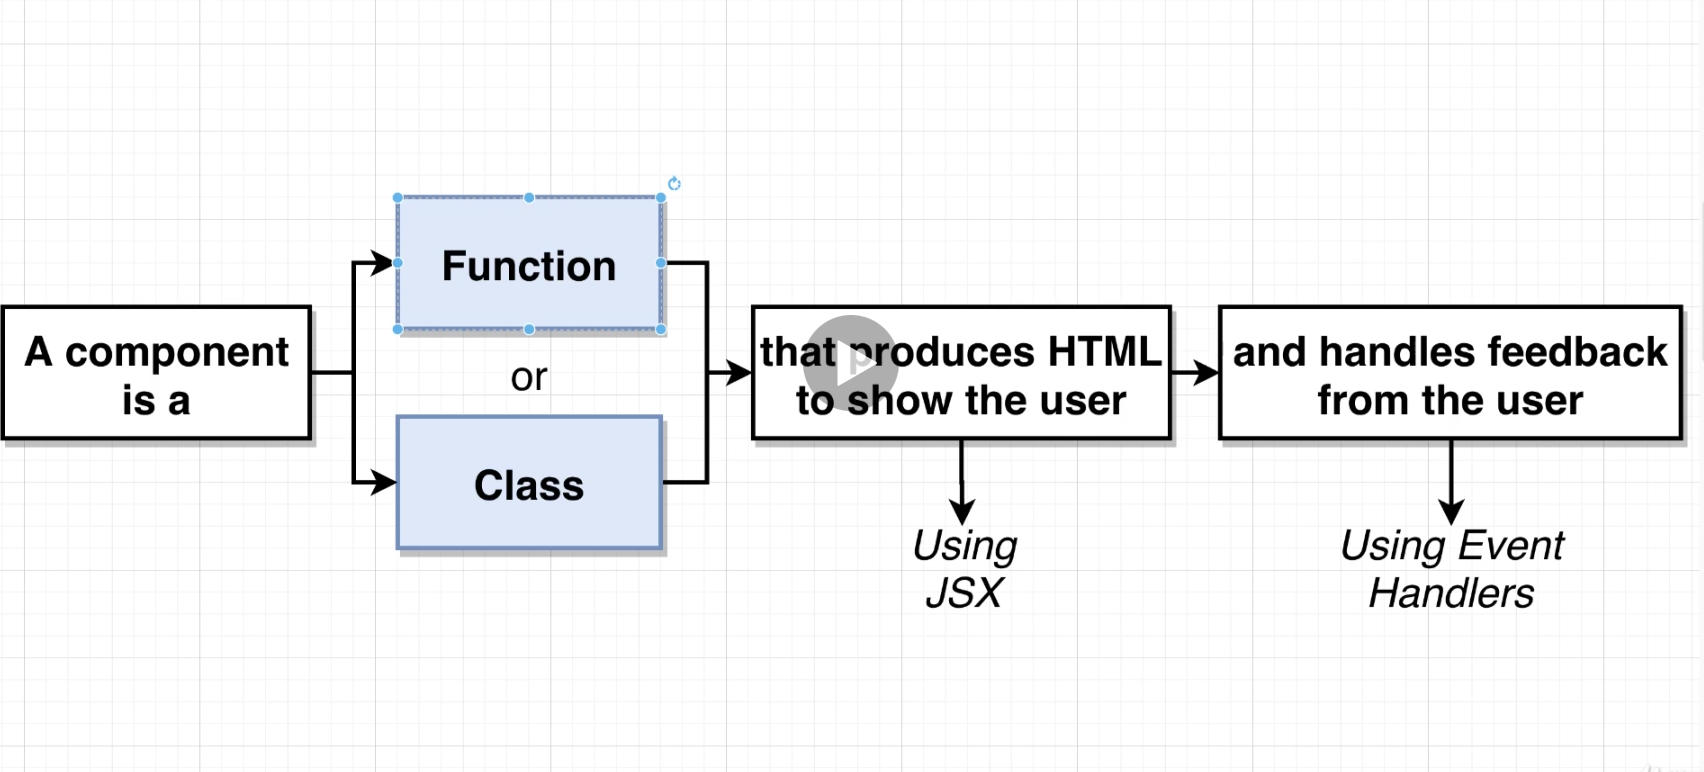 A component
is a
Function
or
Class
that produces HTML
to show the user
and handles feedback
from the user
Using
JSX
Using Event
Handlers